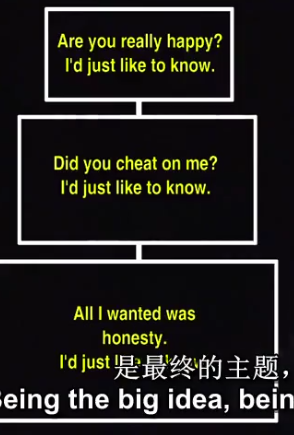 Are you really happy?
I'd just like to know.
Did you cheat on me?
I'd just like to know.
All I wanted was
honesty.
I'd just
是最终的主题，
Being the big idea, bein